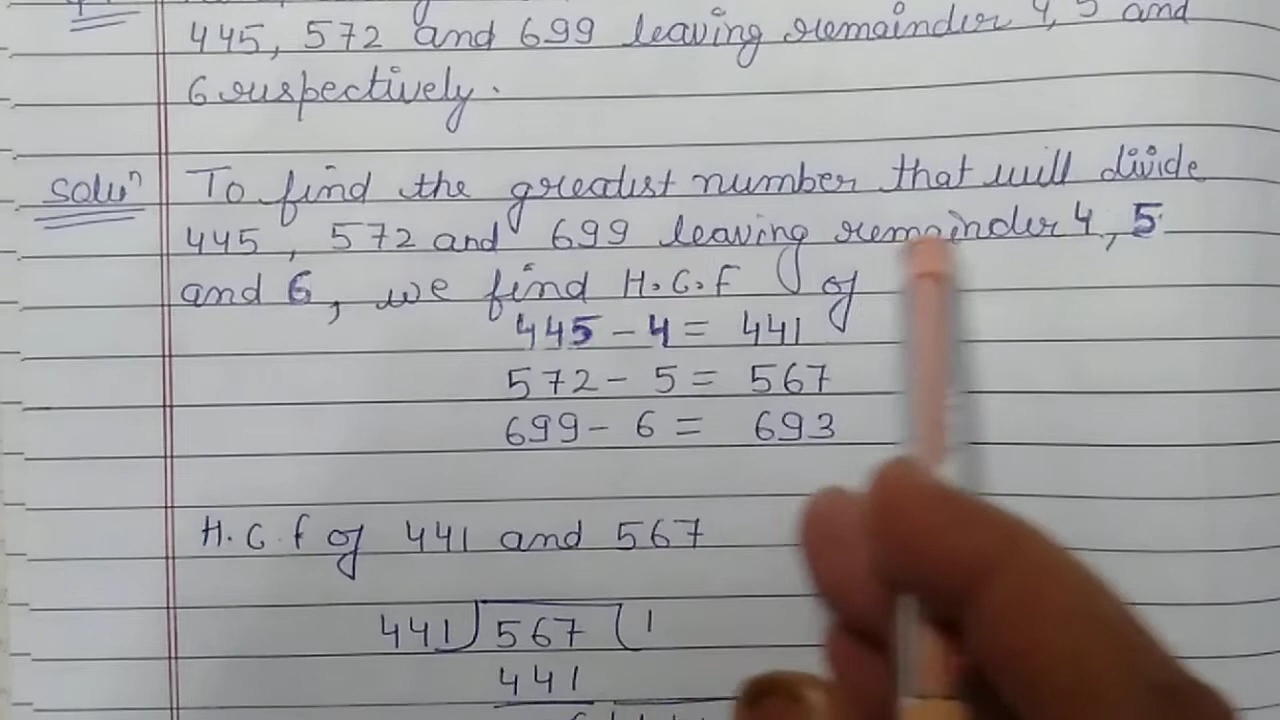 445, 572 and 699 leaving remainder 4, 5 and
6 respectively.
Soluⁿ To find the greatest number that will divide
445, 572 and 699 leaving remainder 4, 5
and 6, we find H.C.F of
445 - 4 = 441
572 - 5 = 567
699 - 6 = 693
H.C.F of 441 and 567
441) 567 (1
441